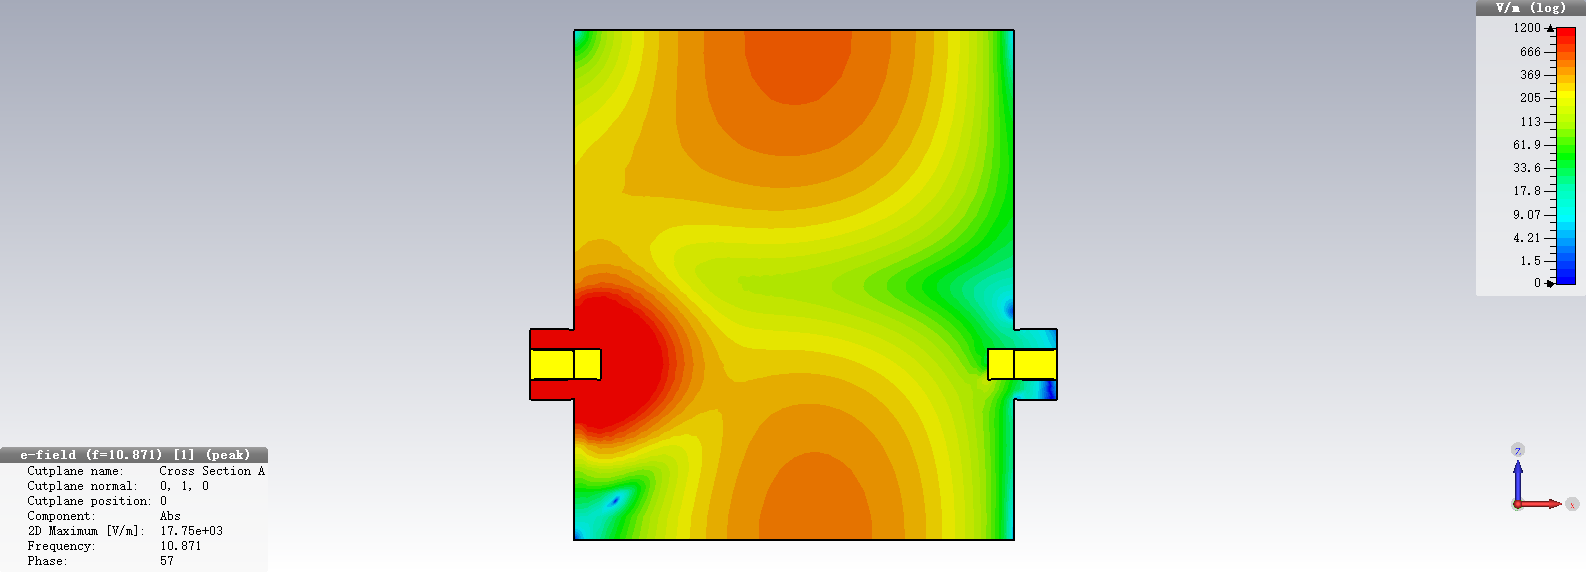 V/m (log)
1200
666
369
205
113
61.9
33.6
17.8
9.07
4.21
1.5
0
e-field (f=10.871) [1] (peak)
Cutplane name: Cross Section A
Cutplane normal: 0, 1, 0
Cutplane position: 0
Component: Abs
2D Maximum [V/m]: 17.75e+03
Frequency: 10.871
Phase: 57
z
x